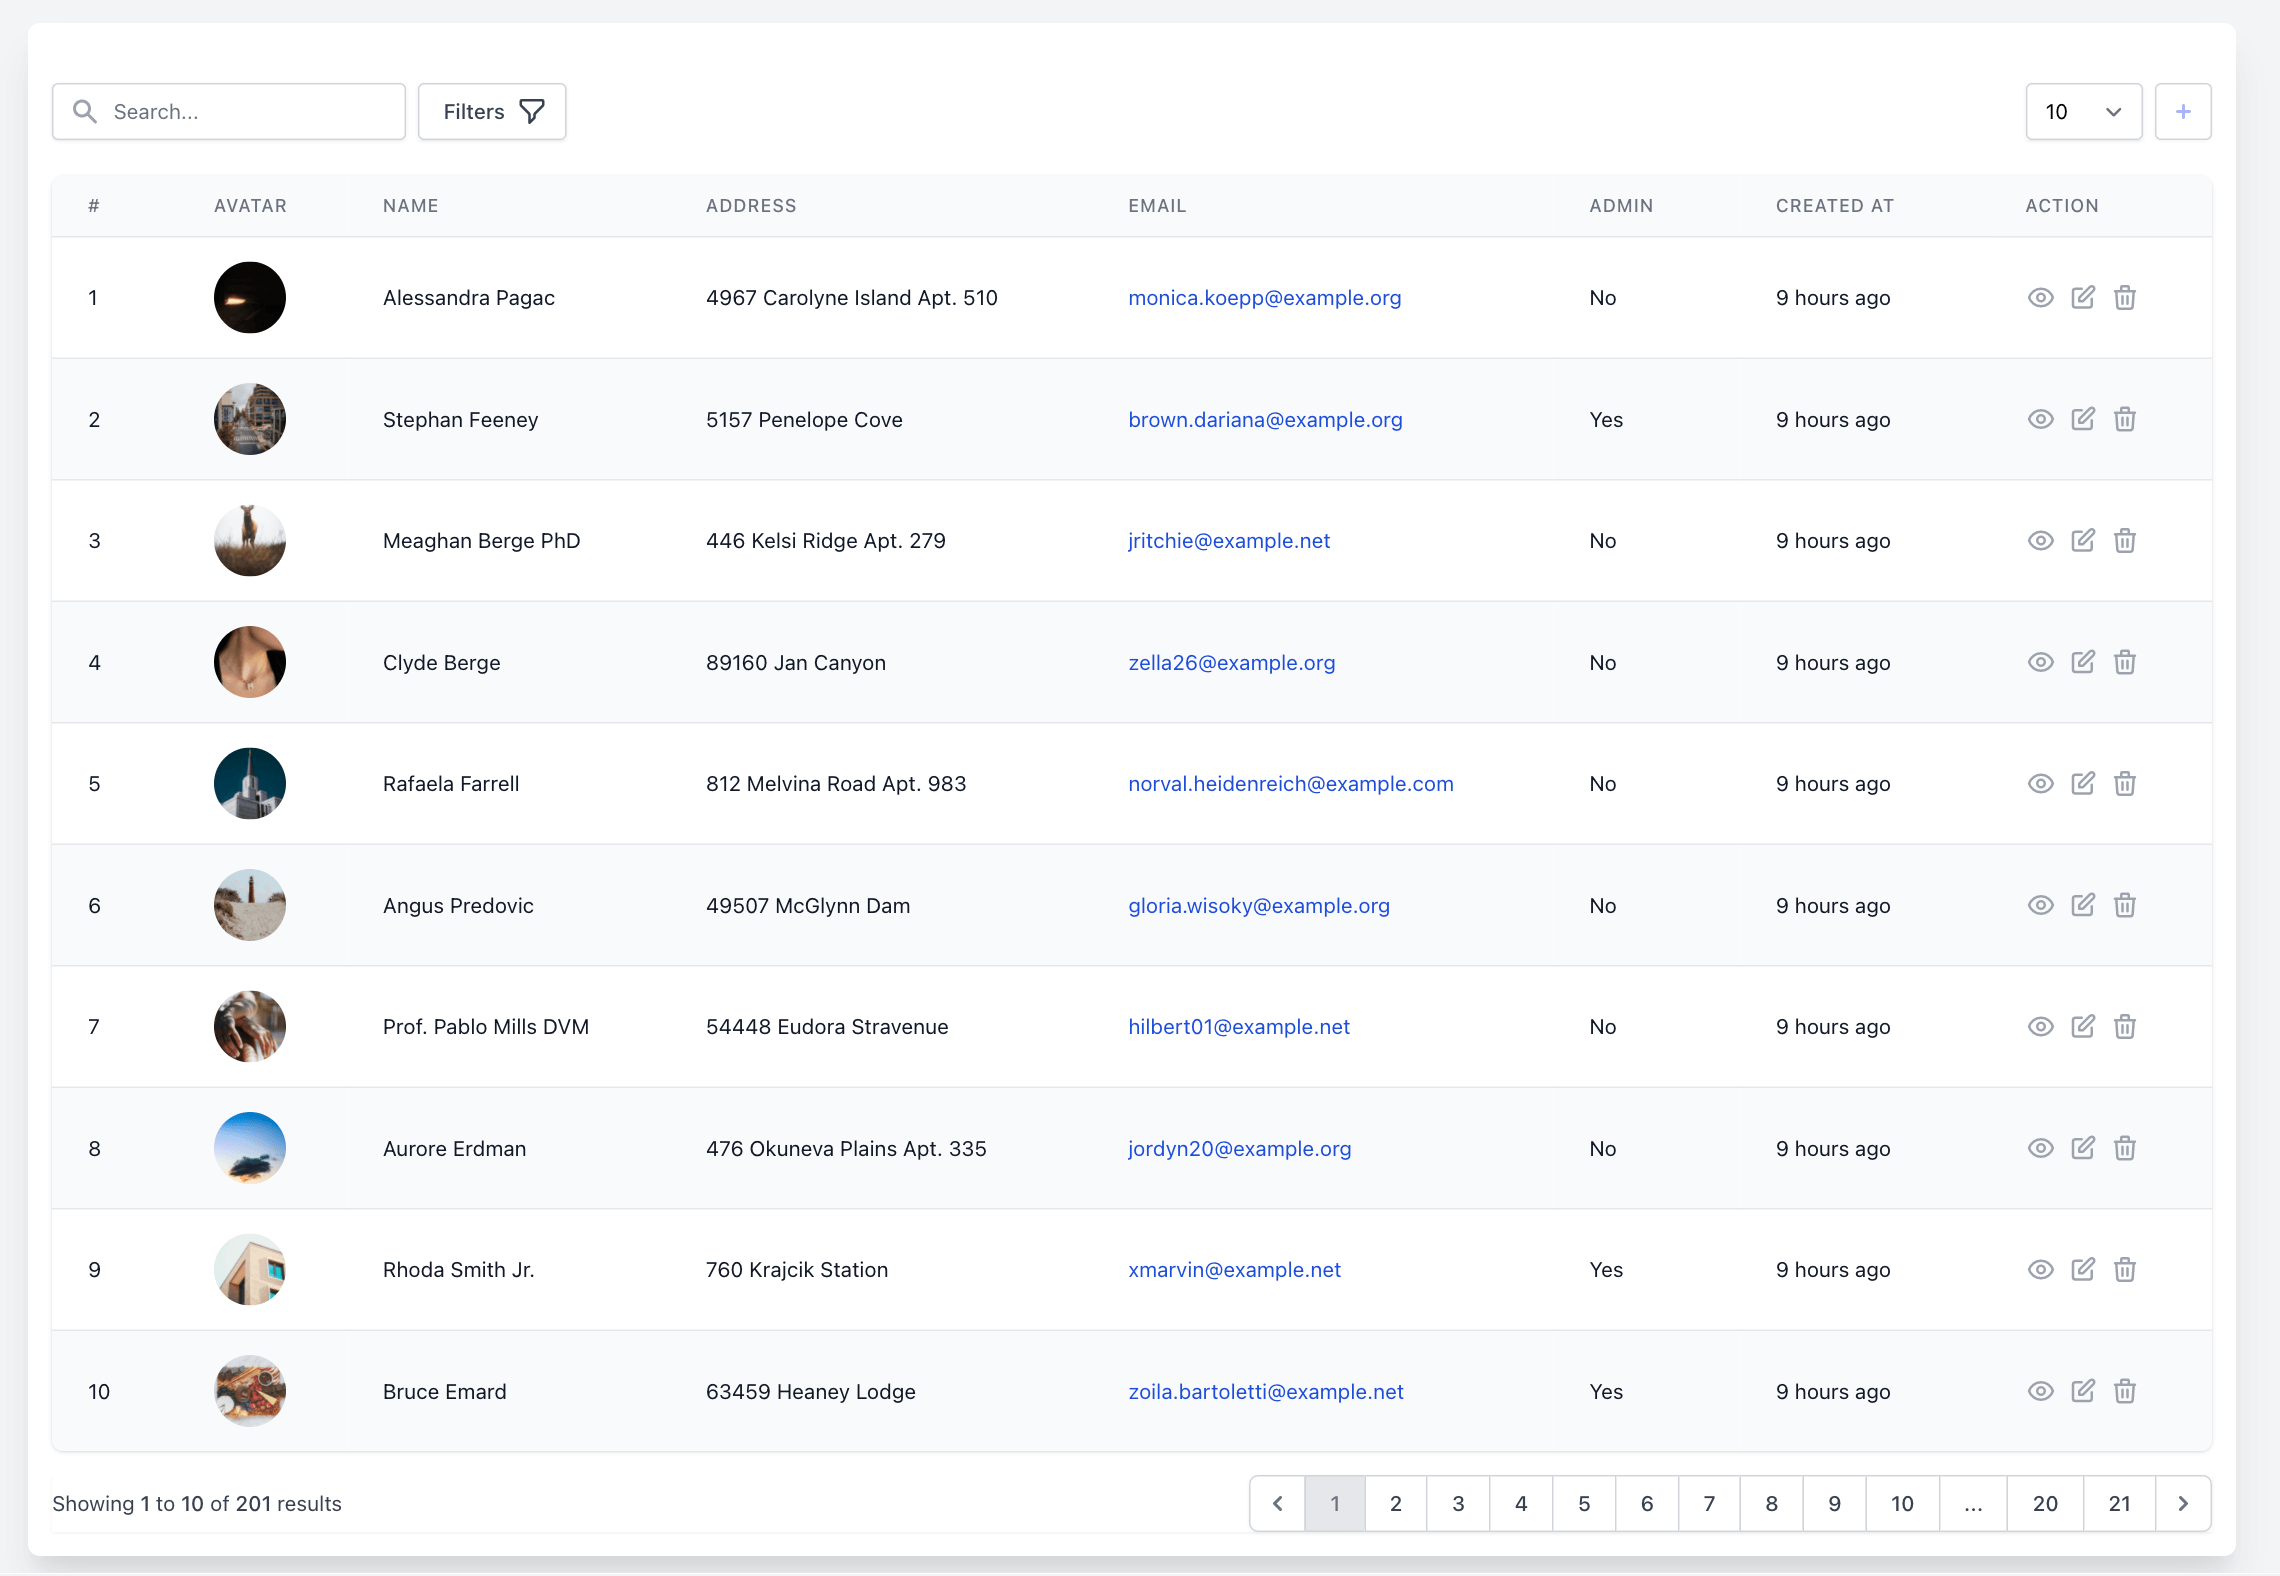 Search... Filters 10 +
# AVATAR NAME ADDRESS EMAIL ADMIN CREATED AT ACTION
1 Alessandra Pagac 4967 Carolyne Island Apt. 510 monica.koepp@example.org No 9 hours ago
2 Stephan Feeney 5157 Penelope Cove brown.dariana@example.org Yes 9 hours ago
3 Meaghan Berge PhD 446 Kelsi Ridge Apt. 279 jritchie@example.net No 9 hours ago
4 Clyde Berge 89160 Jan Canyon zella26@example.org No 9 hours ago
5 Rafaela Farrell 812 Melvina Road Apt. 983 norval.heidenreich@example.com No 9 hours ago
6 Angus Predovic 49507 McGlynn Dam gloria.wisoky@example.org No 9 hours ago
7 Prof. Pablo Mills DVM 54448 Eudora Stravenue hilbert01@example.net No 9 hours ago
8 Aurore Erdman 476 Okuneva Plains Apt. 335 jordyn20@example.org No 9 hours ago
9 Rhoda Smith Jr. 760 Krajcik Station xmarvin@example.net Yes 9 hours ago
10 Bruce Emard 63459 Heaney Lodge zoila.bartoletti@example.net Yes 9 hours ago
Showing 1 to 10 of 201 results 1 2 3 4 5 6 7 8 9 10 ... 20 21